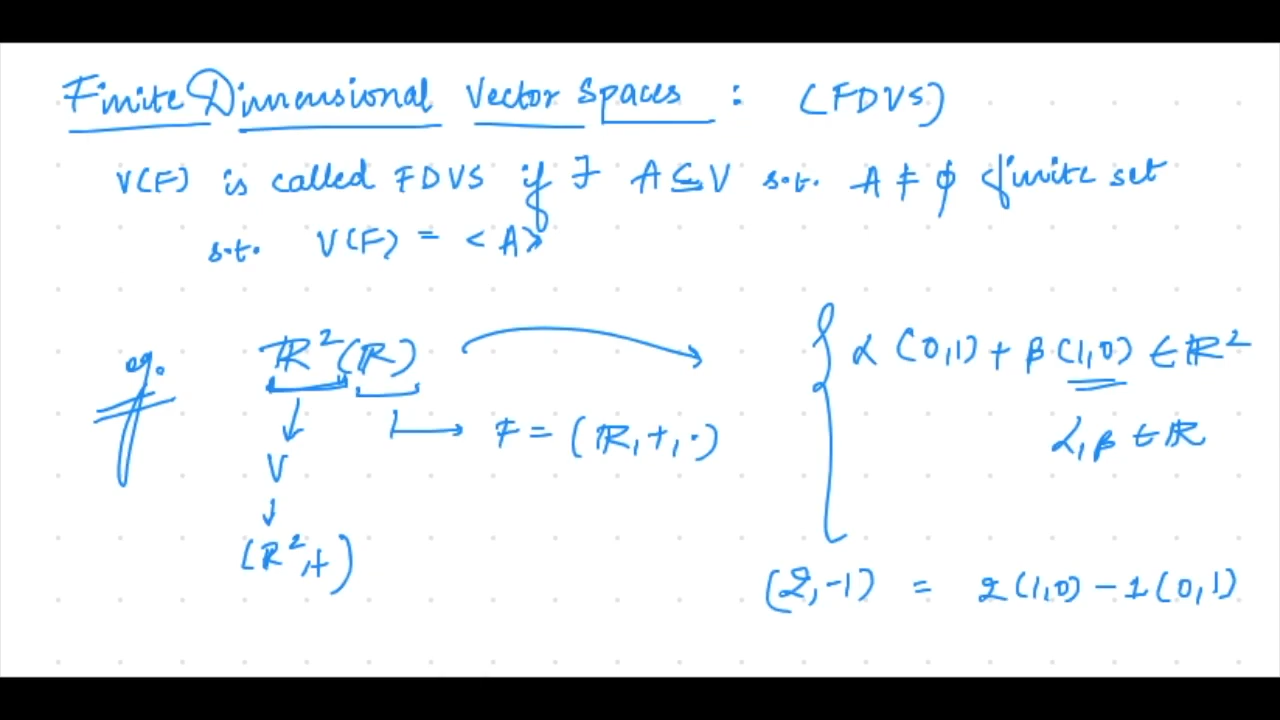 Finite Dimensional Vector Spaces : (FDVS)
V(F) is called FDVS if ∃ A ⊆ V s.t. A ≠ φ finite set
s.t. V(F) = <A>
eg. ℝ²(ℝ) → { α(0,1) + β(1,0) ∈ ℝ²
α, β ∈ ℝ
↓ F = (ℝ, +, ·)
V
↓
(ℝ², +)
(2,-1) = 2(1,0) - 1(0,1)